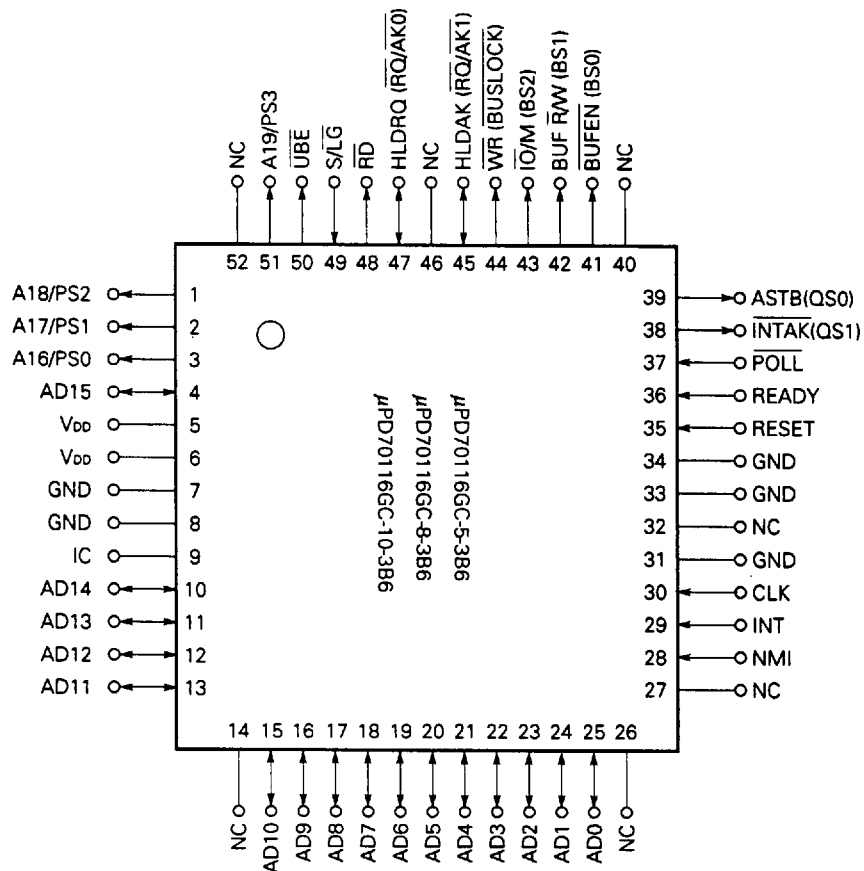 NC
A19/PS3
UBE
S/LG
RD
HLDRQ (RQ/AK0)
NC
HLDAK (RQ/AK1)
WR (BUSLOCK)
IO/M (BS2)
BUF R/W (BS1)
BUFEN (BS0)
NC
52 51 50 49 48 47 46 45 44 43 42 41 40
A18/PS2 1
A17/PS1 2
A16/PS0 3
AD15 4
VDD 5
VDD 6
GND 7
GND 8
IC 9
AD14 10
AD13 11
AD12 12
AD11 13
µPD70116GC-10-3B6
µPD70116GC-8-3B6
µPD70116GC-5-3B6
39 ASTB(QS0)
38 INTAK(QS1)
37 POLL
36 READY
35 RESET
34 GND
33 GND
32 NC
31 GND
30 CLK
29 INT
28 NMI
27 NC
14 15 16 17 18 19 20 21 22 23 24 25 26
NC
AD10
AD9
AD8
AD7
AD6
AD5
AD4
AD3
AD2
AD1
AD0
NC